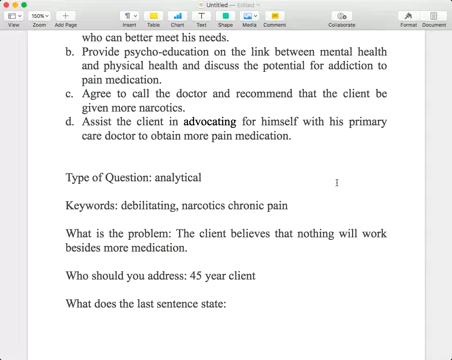 Untitled — Edited
150%
View
Zoom
Add Page
Insert
Table
Chart
Text
Shape
Media
Comment
Collaborate
Format
Document
who can better meet his needs.
b. Provide psycho-education on the link between mental health
and physical health and discuss the potential for addiction to
pain medication.
c. Agree to call the doctor and recommend that the client be
given more narcotics.
d. Assist the client in advocating for himself with his primary
care doctor to obtain more pain medication.
Type of Question: analytical
Keywords: debilitating, narcotics chronic pain
What is the problem: The client believes that nothing will work
besides more medication.
Who should you address: 45 year client
What does the last sentence state: